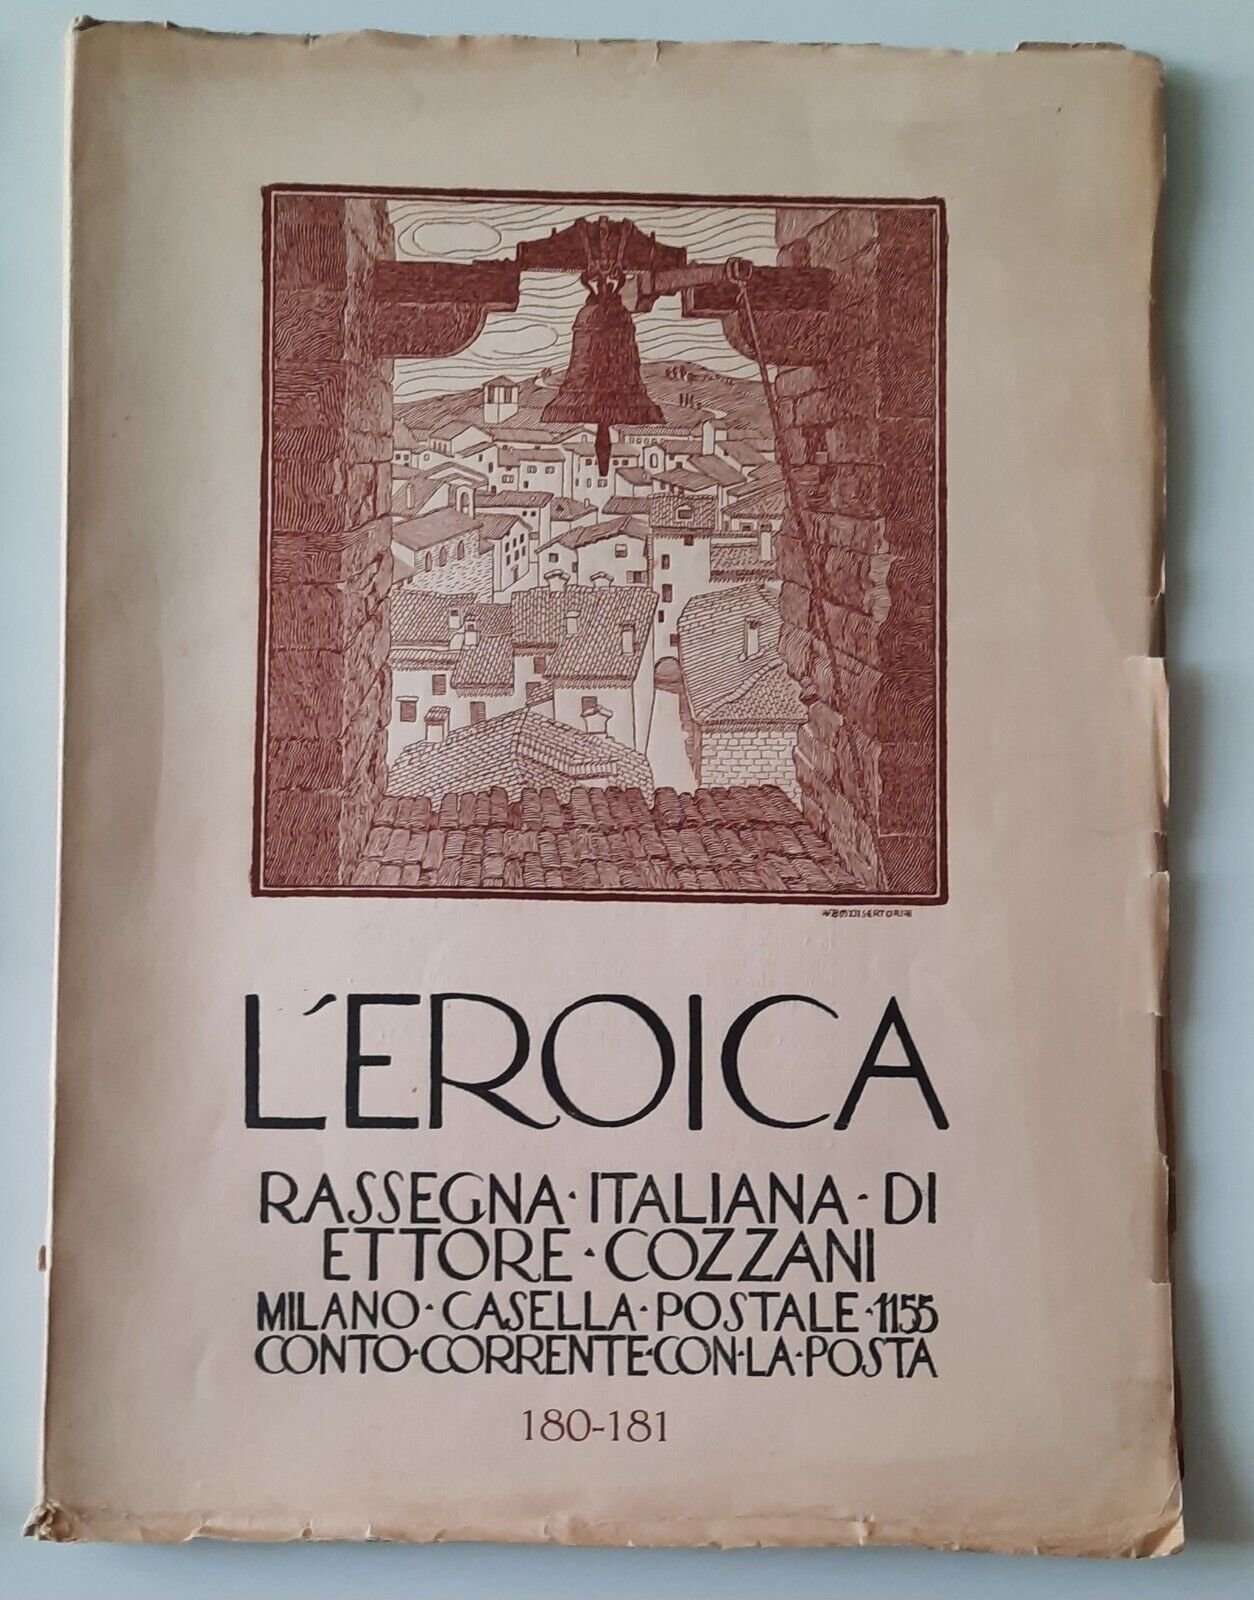 L'EROICA
RASSEGNA · ITALIANA · DI
ETTORE · COZZANI
MILANO · CASELLA · POSTALE · 1155
CONTO · CORRENTE · CON · LA · POSTA
180-181